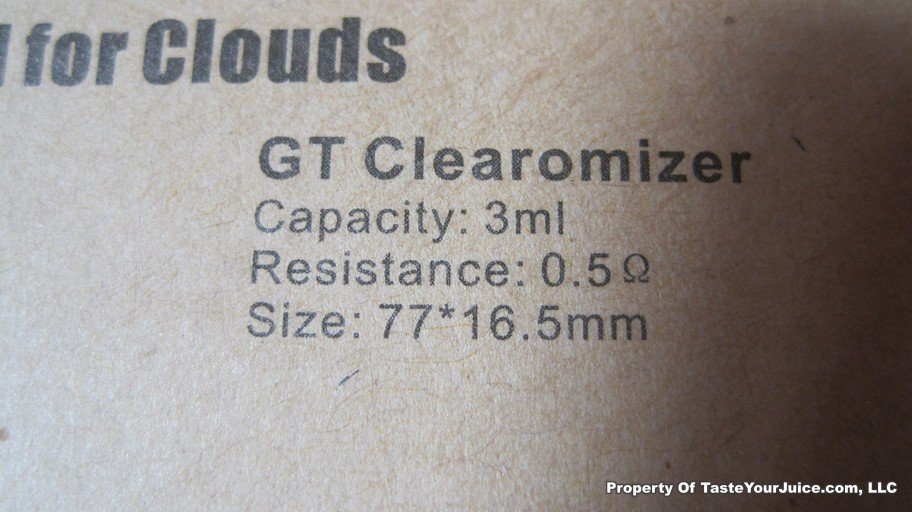 for Clouds
GT Clearomizer
Capacity: 3ml
Resistance: 0.5Ω
Size: 77*16.5mm
Property Of TasteYourJuice.com, LLC